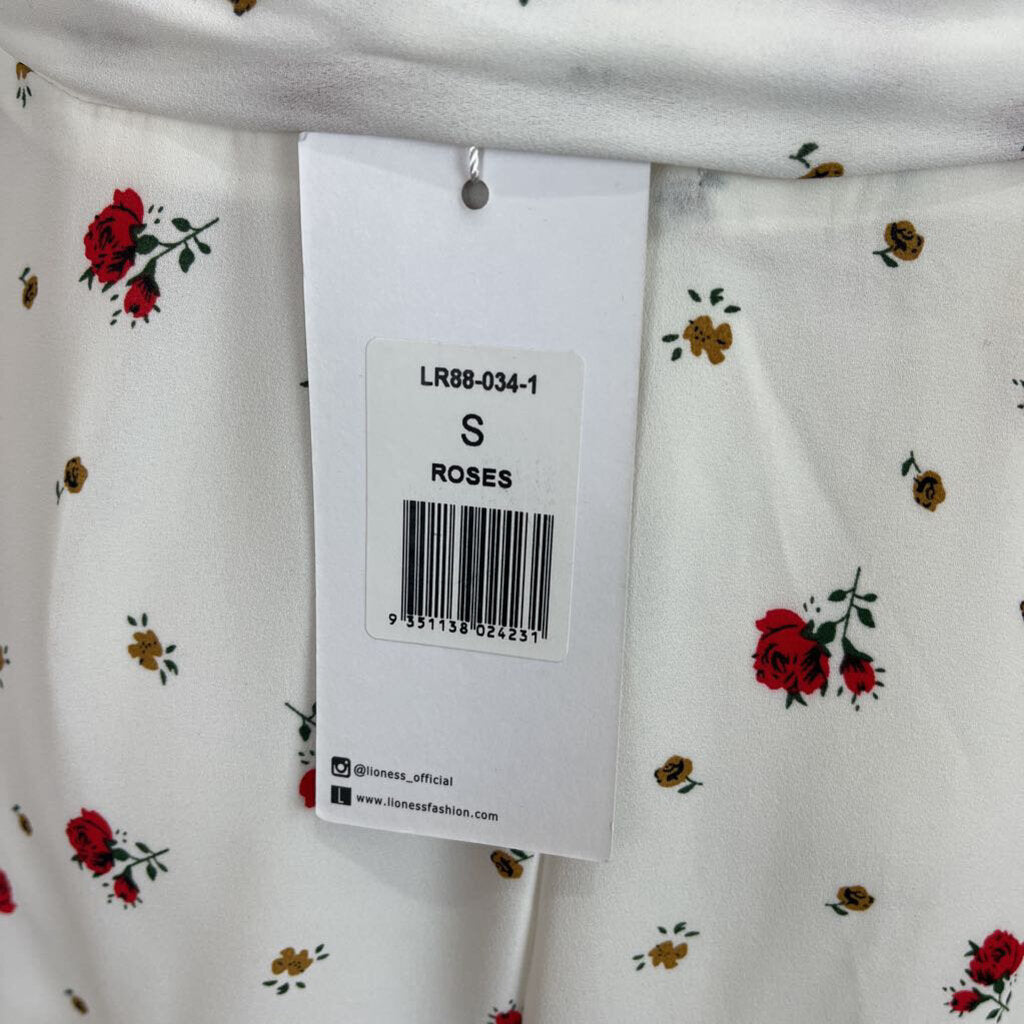 LR88-034-1
S
ROSES
9 351138 024231
@lioness_official
L www.lionessfashion.com